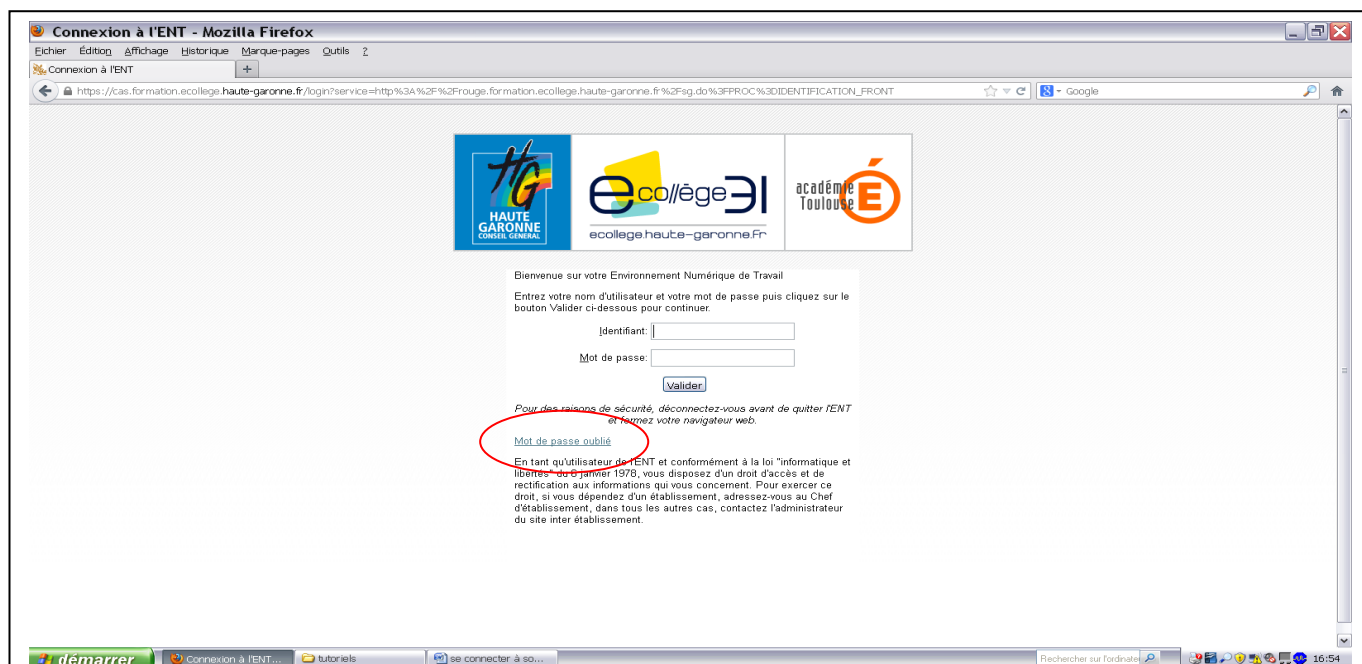 Connexion à l'ENT - Mozilla Firefox
Eichier Édition Affichage Historique Marque-pages Outils ?
Connexion à l'ENT +
https://cas.formation.ecollege.haute-garonne.fr/login?service=http%3A%2F%2Frouge.formation.ecollege.haute-garonne.fr%2Fsg.do%3FPROC%3DIDENTIFICATION_FRONT
Google
HG
HAUTE
GARONNE
CONSEIL GENERAL
ecollège31
ecollege.haute-garonne.fr
académie
Toulouse
É
Bienvenue sur votre Environnement Numérique de Travail
Entrez votre nom d'utilisateur et votre mot de passe puis cliquez sur le
bouton Valider ci-dessous pour continuer.
Identifiant:
Mot de passe:
Valider
Pour des raisons de sécurité, déconnectez-vous avant de quitter l'ENT
et fermez votre navigateur web.
Mot de passe oublié
En tant qu'utilisateur de l'ENT et conformément à la loi "informatique et
libertés" du 6 janvier 1978, vous disposez d'un droit d'accès et de
rectification aux informations qui vous concernent. Pour exercer ce
droit, si vous dépendez d'un établissement, adressez-vous au Chef
d'établissement, dans tous les autres cas, contactez l'administrateur
du site inter établissement.
démarrer
Connexion à l'ENT...
tutoriels
se connecter à so...
Rechercher sur l'ordinate
16:54